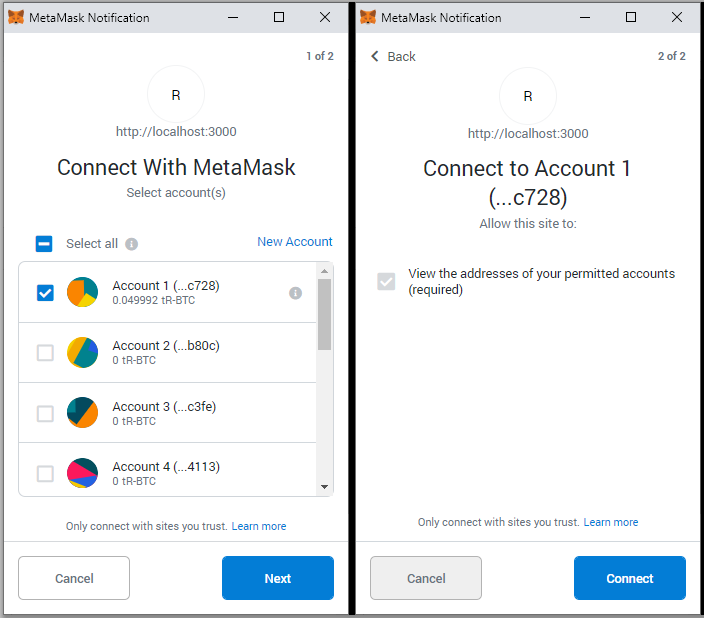 MetaMask Notification
1 of 2
R
http://localhost:3000
Connect With MetaMask
Select account(s)
Select all
New Account
Account 1 (...c728)
0.049992 tR-BTC
Account 2 (...b80c)
0 tR-BTC
Account 3 (...c3fe)
0 tR-BTC
Account 4 (...4113)
0 tR-BTC
Only connect with sites you trust. Learn more
Cancel
Next
MetaMask Notification
Back
2 of 2
R
http://localhost:3000
Connect to Account 1
(...c728)
Allow this site to:
View the addresses of your permitted accounts
(required)
Only connect with sites you trust. Learn more
Cancel
Connect